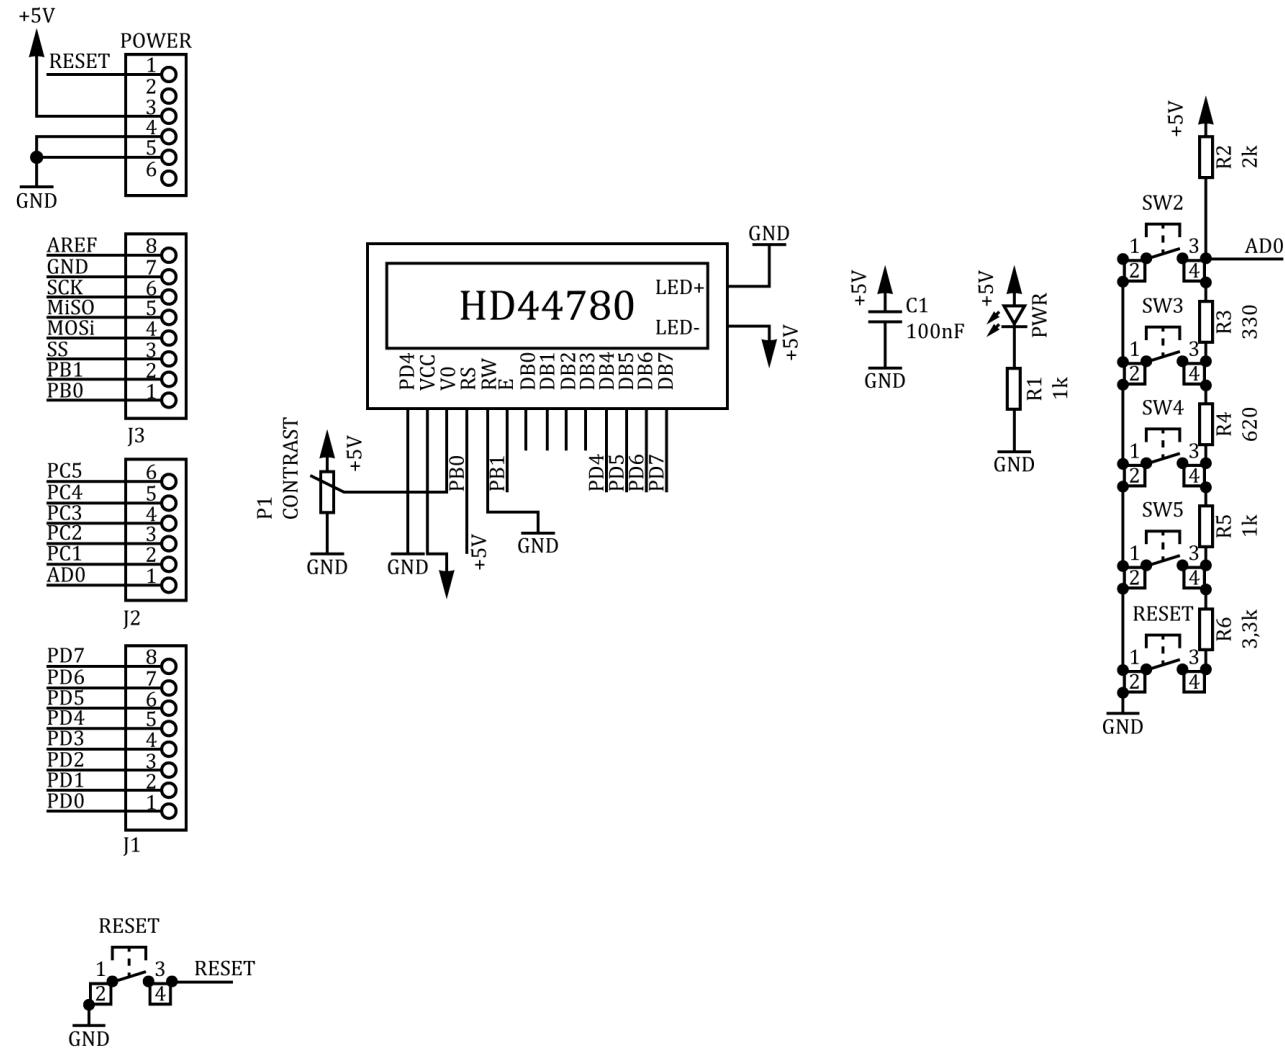 +5V
POWER
RESET
1
2
3
4
5
6
GND
AREF 8
GND 7
SCK 6
MiSO 5
MOSi 4
SS 3
PB1 2
PB0 1
J3
PC5 6
PC4 5
PC3 4
PC2 3
PC1 2
AD0 1
J2
PD7 8
PD6 7
PD5 6
PD4 5
PD3 4
PD2 3
PD1 2
PD0 1
J1
RESET
1 3 RESET
2 4
GND
GND
HD44780
LED+
LED-
+5V
PD4 VCC V0 RS RW E DB0 DB1 DB2 DB3 DB4 DB5 DB6 DB7
P1 CONTRAST
+5V
PB0 PB1 PD4 PD5 PD6 PD7
+5V
GND
GND
GND
+5V
C1
100nF
GND
+5V
PWR
R1 1k
GND
+5V
R2 2k
SW2
1 3 AD0
2 4
SW3
R3 330
1 3
2 4
SW4
R4 620
1 3
2 4
SW5
R5 1k
1 3
2 4
RESET
R6 3,3k
1 3
2 4
GND